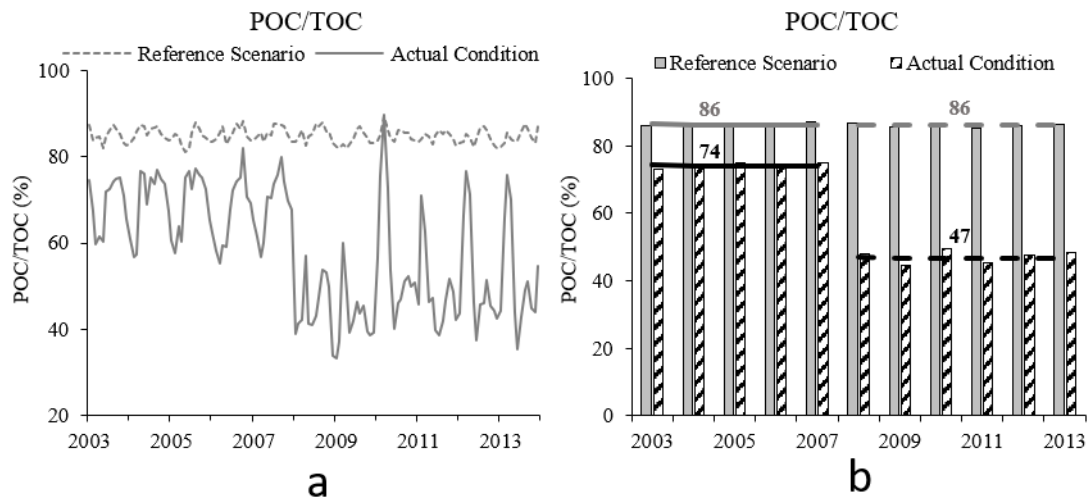 POC/TOC
Reference Scenario Actual Condition
100
80
60
40
20
POC/TOC (%)
2003 2005 2007 2009 2011 2013
a
POC/TOC
Reference Scenario Actual Condition
100
80
60
40
20
0
POC/TOC (%)
86
86
74
47
2003 2005 2007 2009 2011 2013
b